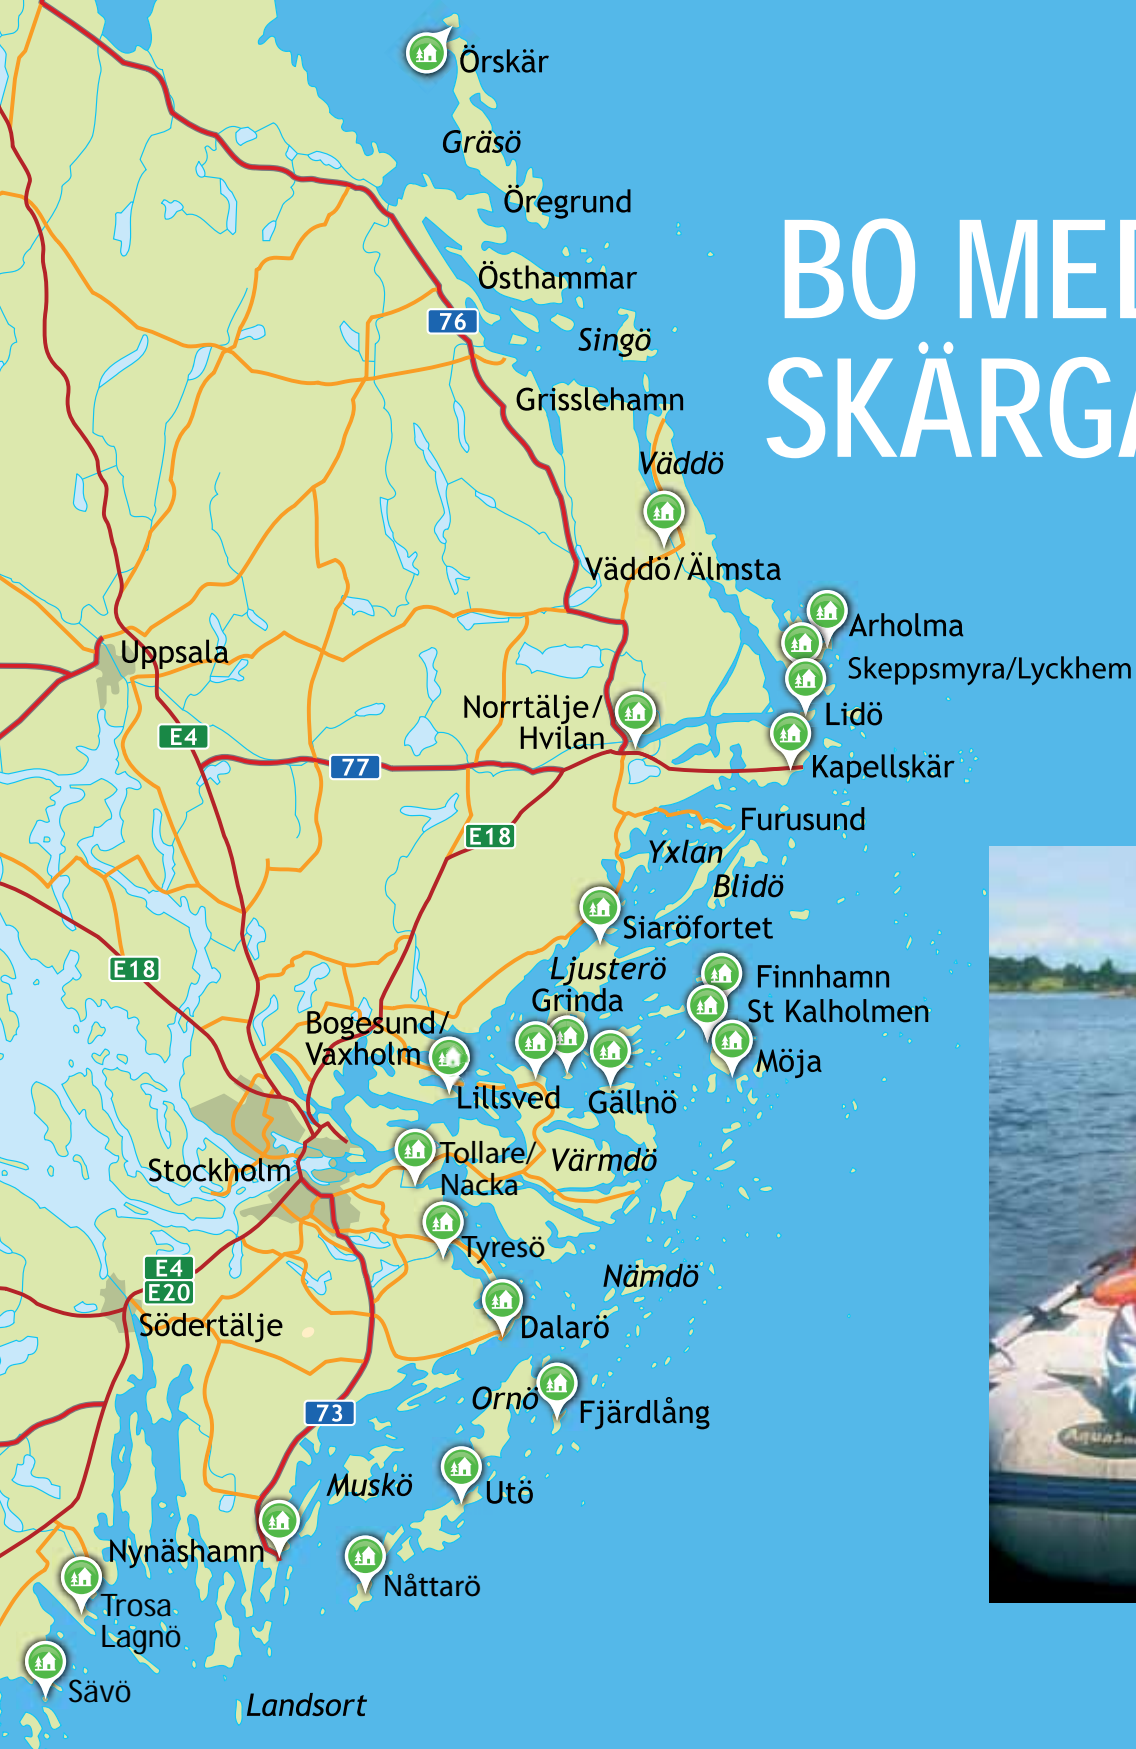 Örskär
Gräsö
Öregrund
BO MED
SKÄRGÅ
Östhammar
76
Singö
Grisslehamn
Väddö
Väddö/Älmsta
Arholma
Uppsala
Skeppsmyra/Lyckhem
Norrtälje/
Hvilan
Lidö
E4
77
Kapellskär
Furusund
E18
Yxlan
Blidö
Siaröfortet
E18
Ljusterö
Finnhamn
Grinda
St Kalholmen
Bogesund/
Vaxholm
Möja
Lillsved
Gällnö
Tollare/
Nacka
Värmdö
Stockholm
Tyresö
E4
E20
Nämdö
Södertälje
Dalarö
Ornö
73
Fjärdlång
Muskö
Utö
Nynäshamn
Nåttarö
Trosa
Lagnö
Sävö
Landsort